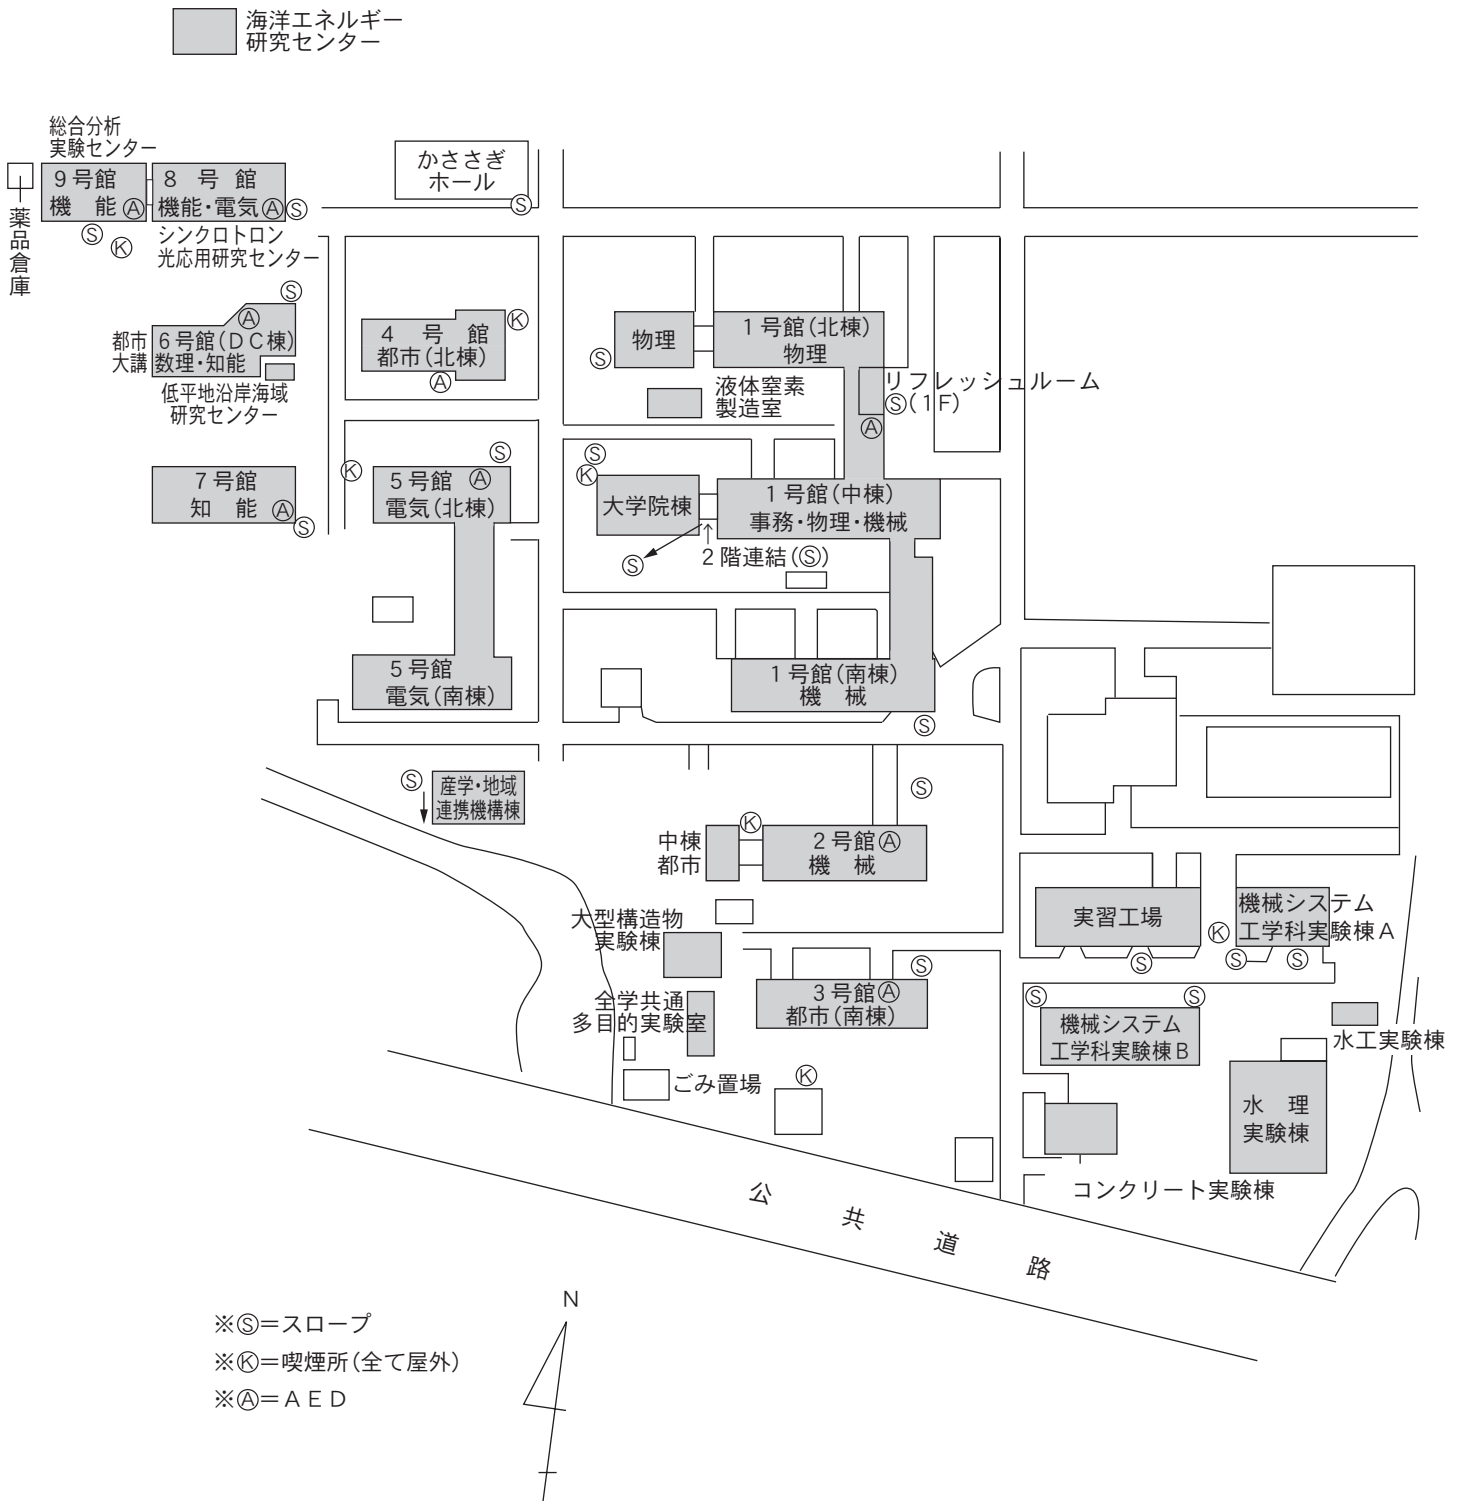 海洋エネルギー
研究センター
総合分析
実験センター
9号館
機　能Ⓐ
8　号　館
機能・電気Ⓐ
Ⓢ
Ⓢ
Ⓚ
薬品倉庫
シンクロトロン
光応用研究センター
かささぎ
ホール
Ⓢ
Ⓢ
Ⓐ
都市
大講
6号館(DC棟)
数理・知能
低平地沿岸海域
研究センター
4　号　館
都市(北棟)
Ⓚ
Ⓐ
物理
Ⓢ
1号館(北棟)
物理
液体窒素
製造室
リフレッシュルーム
Ⓢ(1F)
Ⓐ
7号館
知　能Ⓐ
Ⓢ
Ⓚ
5号館　Ⓐ
電気(北棟)
Ⓢ
Ⓢ
Ⓚ
大学院棟
1号館(中棟)
事務・物理・機械
Ⓢ
↑
2階連結(Ⓢ)
5号館
電気(南棟)
1号館(南棟)
機　械
Ⓢ
Ⓢ
産学・地域
連携機構棟
Ⓢ
中棟
都市
Ⓚ
2号館Ⓐ
機　械
大型構造物
実験棟
Ⓢ
3号館Ⓐ
都市(南棟)
全学共通
多目的実験室
ごみ置場
Ⓚ
実習工場
Ⓢ
Ⓚ
機械システム
工学科実験棟A
Ⓢ
Ⓢ
Ⓢ
Ⓢ
機械システム
工学科実験棟B
水工実験棟
水　理
実験棟
コンクリート実験棟
公　共　道　路
N
※Ⓢ＝スロープ
※Ⓚ＝喫煙所(全て屋外)
※Ⓐ＝AED